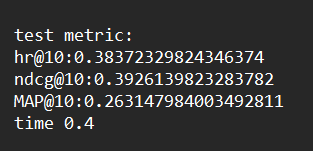 test metric:
hr@10:0.38372329824346374
ndcg@10:0.3926139823283782
MAP@10:0.263147984003492811
time 0.4